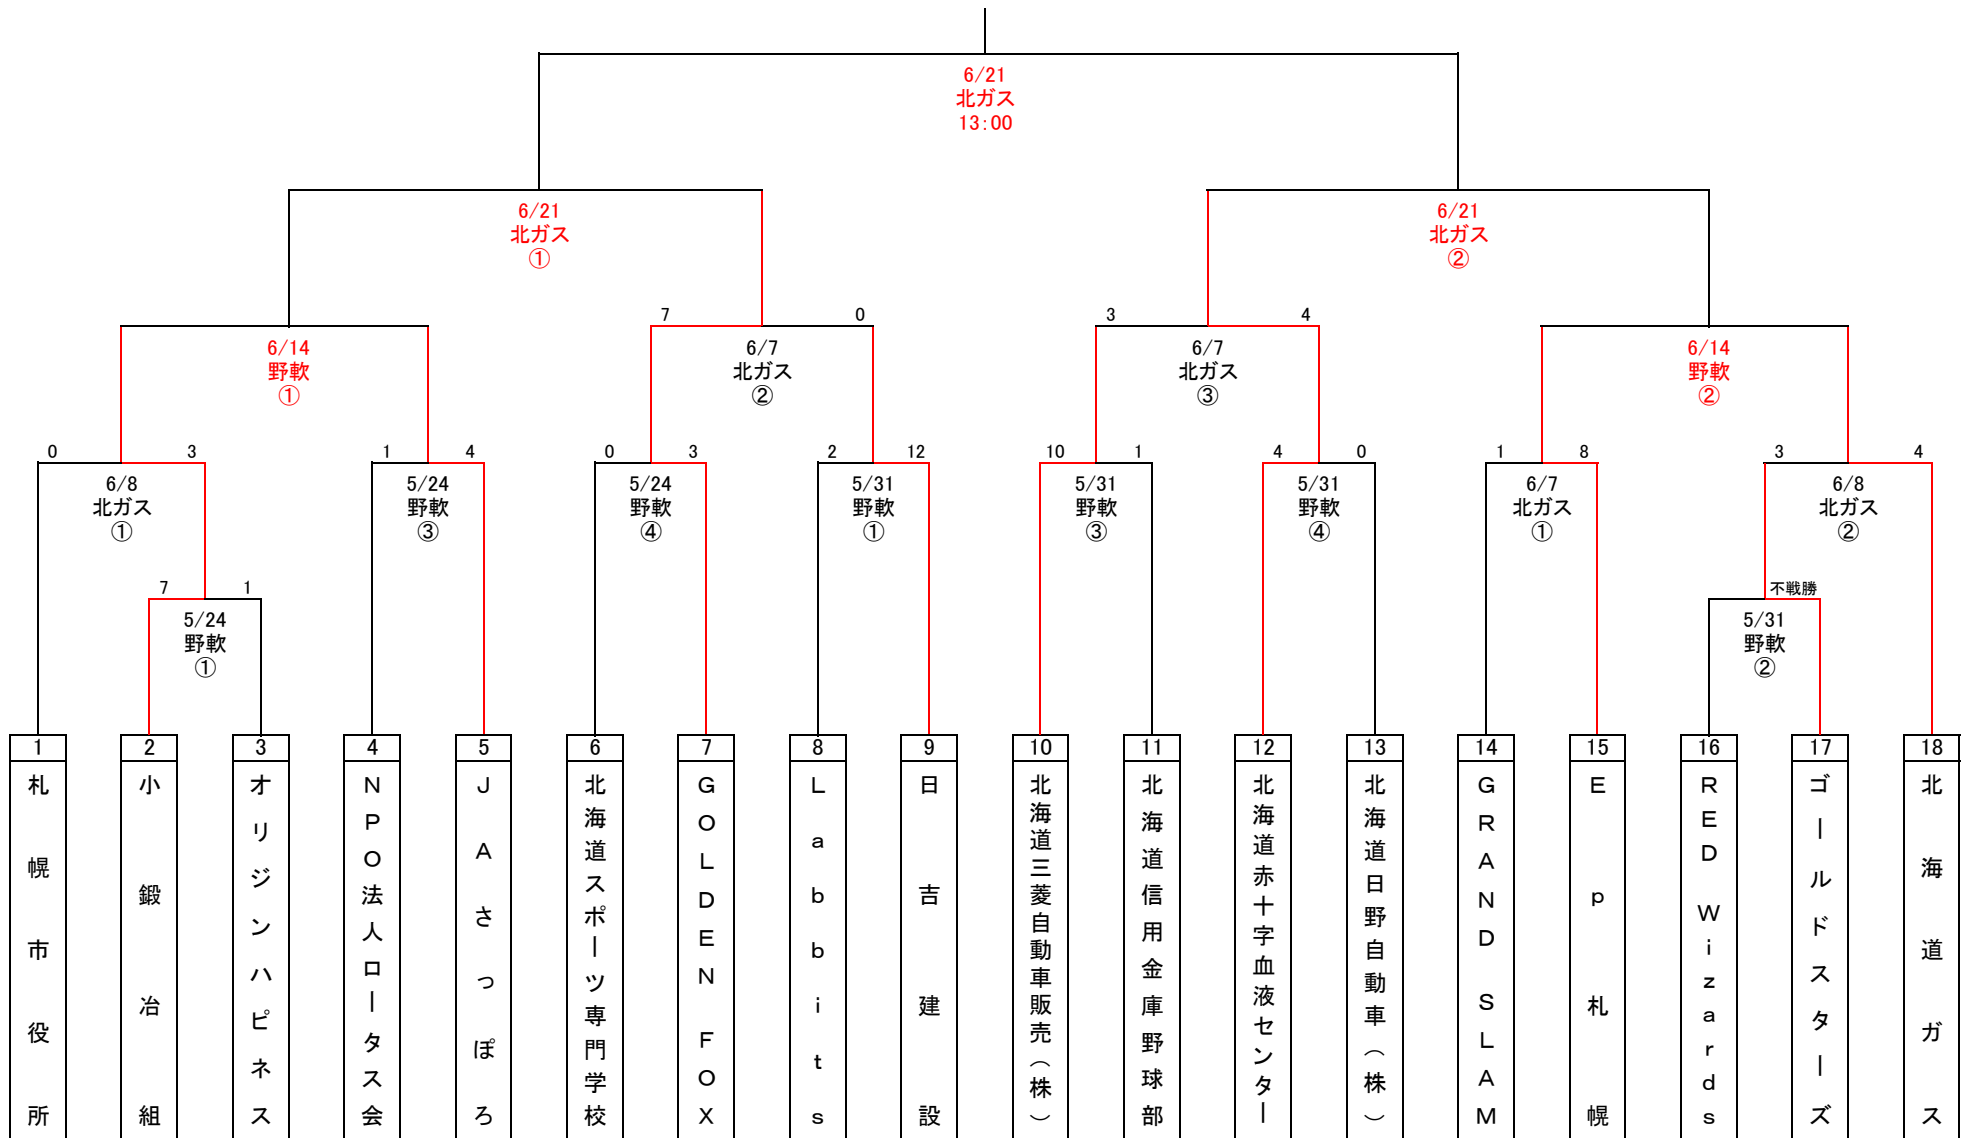 6/21
北ガス
13:00
6/21
北ガス
①
6/21
北ガス
②
7 0
3 4
6/14
野軟
①
6/7
北ガス
②
6/7
北ガス
③
6/14
野軟
②
0 3
1 4
0 3
2 12
10 1
4 0
1 8
3 4
6/8
北ガス
①
5/24
野軟
③
5/24
野軟
④
5/31
野軟
①
5/31
野軟
③
5/31
野軟
④
6/7
北ガス
①
6/8
北ガス
②
7 1
5/24
野軟
①
不戦勝
5/31
野軟
②
1
札幌市役所
2
小鍛冶組
3
オリジンハピネス
4
NPO法人ロータス会
5
JAさっぽろ
6
北海道スポーツ専門学校
7
GOLDEN FOX
8
Labbits
9
日吉建設
10
北海道三菱自動車販売(株)
11
北海道信用金庫野球部
12
北海道赤十字血液センター
13
北海道日野自動車(株)
14
GRAND SLAM
15
Ep札幌
16
RED Wizards
17
ゴールドスターズ
18
北海道ガス